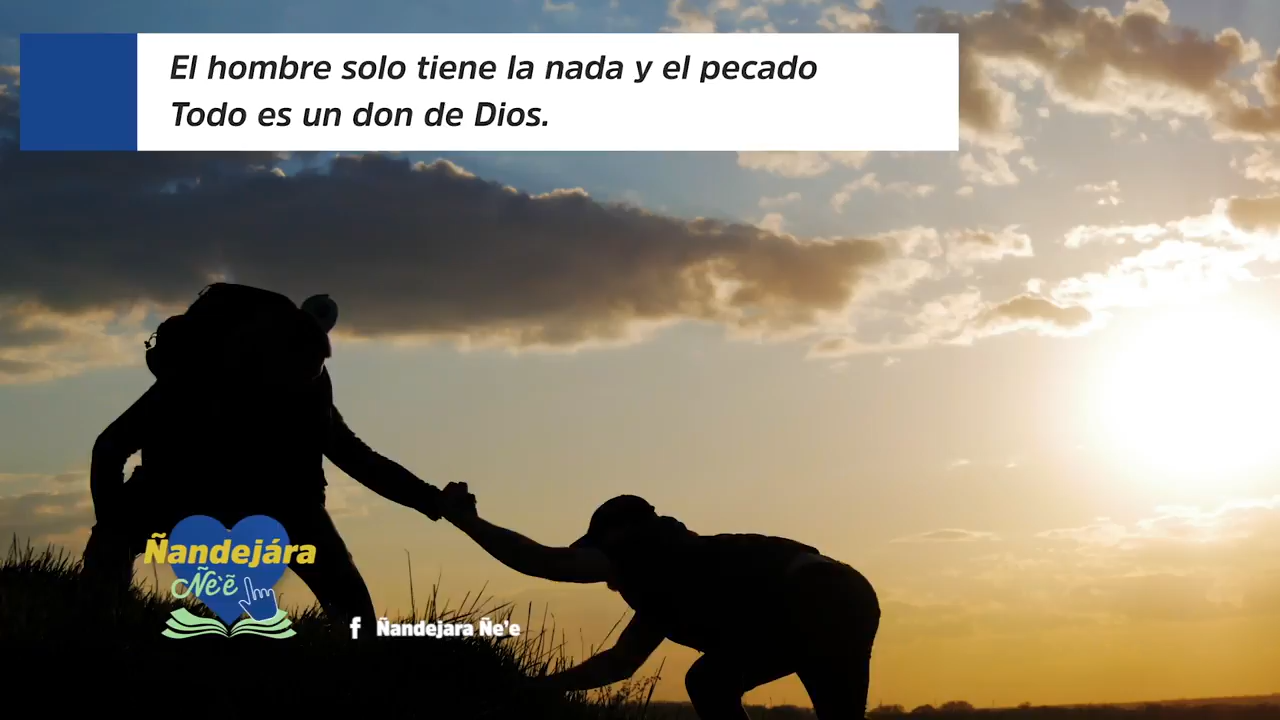 El hombre solo tiene la nada y el pecado
Todo es un don de Dios.
Ñandejára
Ñe'ẽ
f Ñandejara Ñe'e